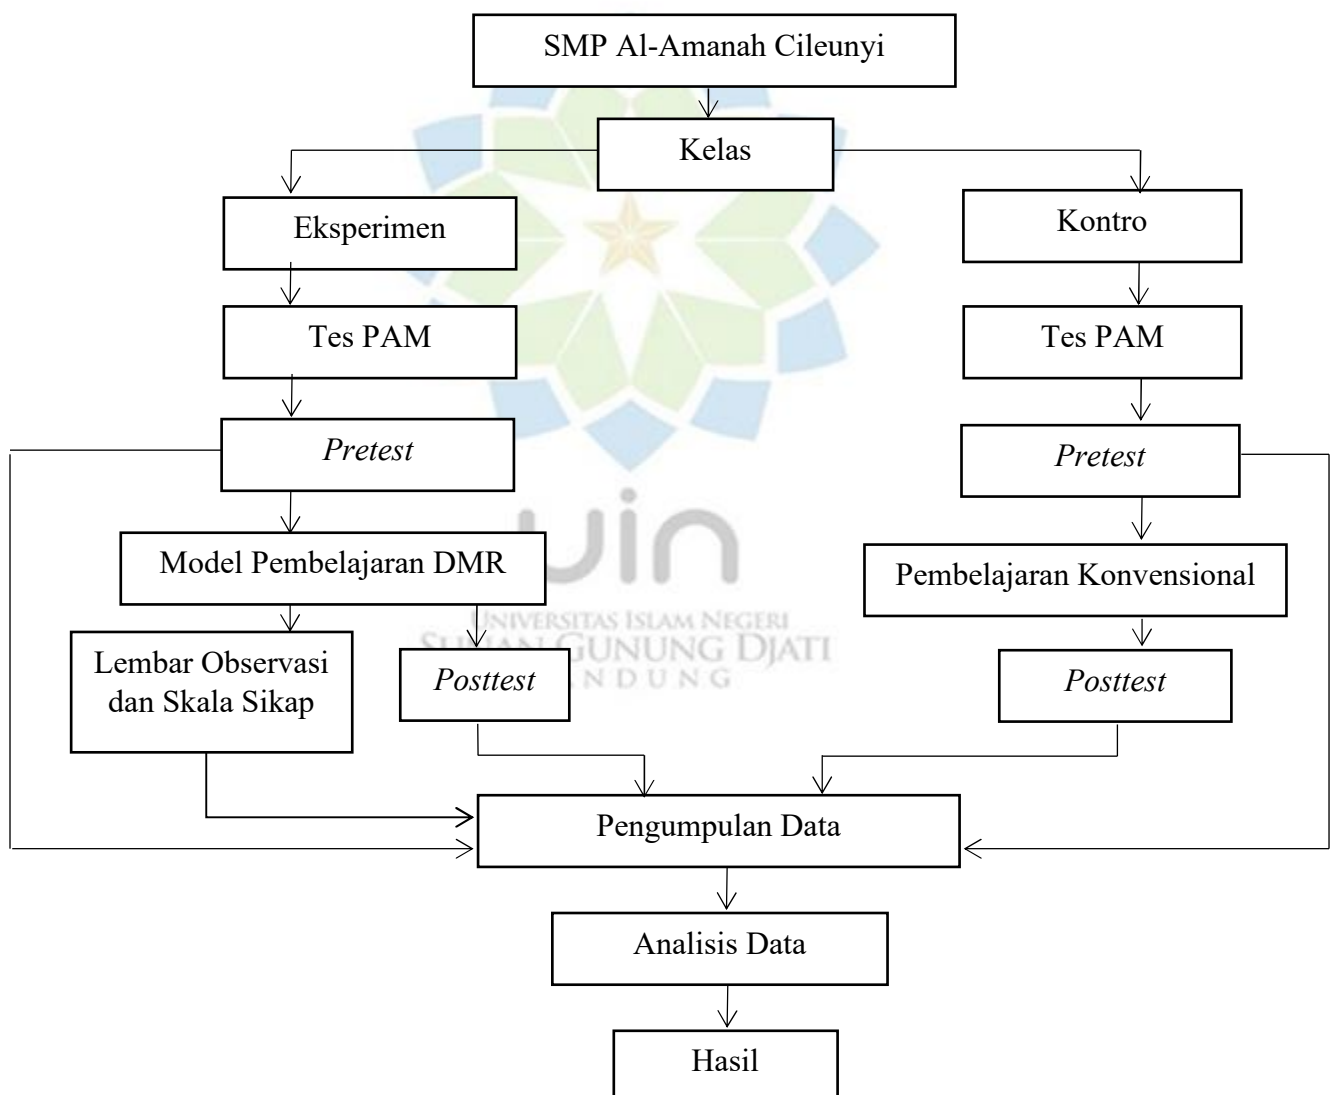 SMP Al-Amanah Cileunyi
Kelas
Eksperimen
Kontro
Tes PAM
Tes PAM
Pretest
Pretest
Model Pembelajaran DMR
Pembelajaran Konvensional
uin
UNIVERSITAS ISLAM NEGERI
GUNUNG DJATI
Lembar Observasi
dan Skala Sikap
Posttest
Posttest
Pengumpulan Data
Analisis Data
Hasil